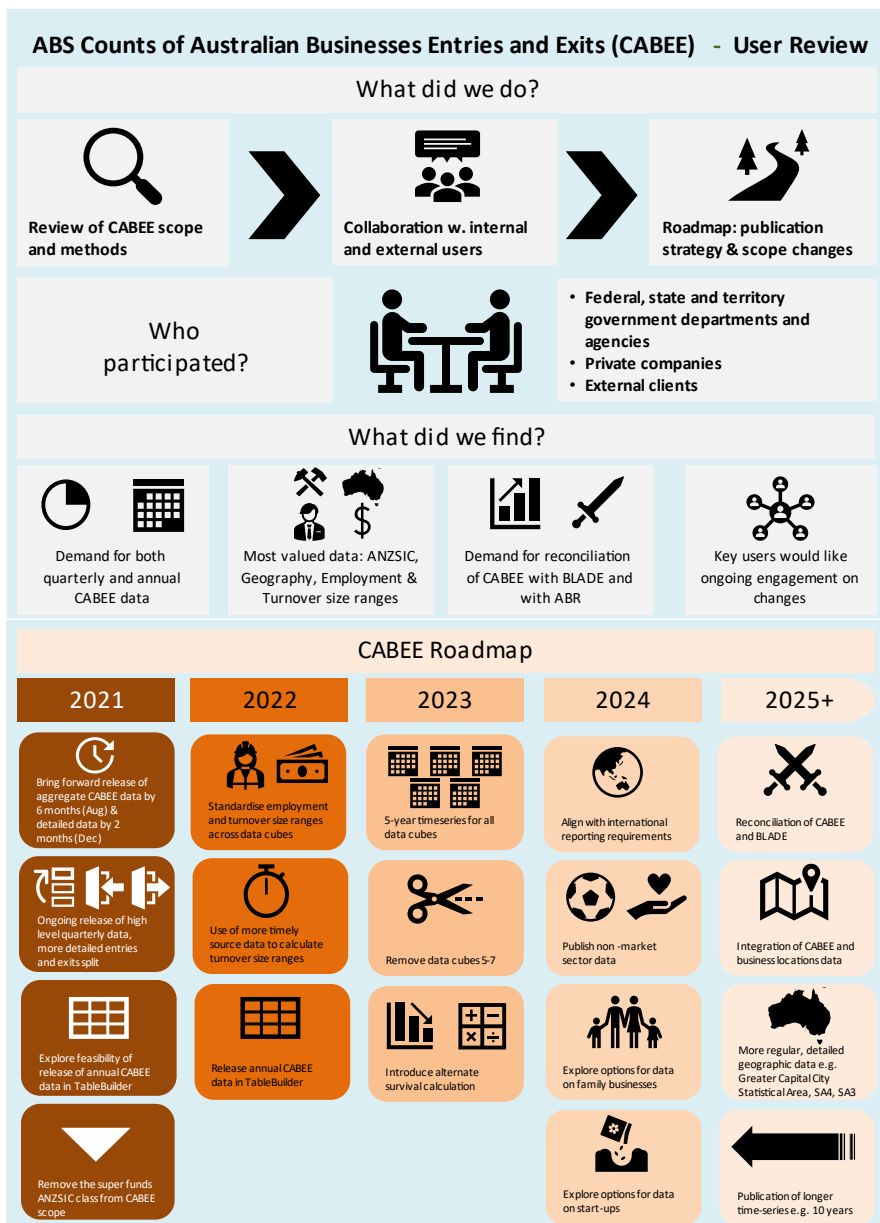 ABS Counts of Australian Businesses Entries and Exits (CABEE) - User Review
What did we do?
Review of CABEE scope
and methods
Collaboration w. internal
and external users
Roadmap: publication
strategy & scope changes
Who
participated?
• Federal, state and territory
government departments and
agencies
• Private companies
• External clients
What did we find?
Demand for both
quarterly and annual
CABEE data
Most valued data: ANZSIC,
Geography, Employment &
Turnover size ranges
Demand for reconciliation
of CABEE with BLADE and
with ABR
Key users would like
ongoing engagement on
changes
CABEE Roadmap
2021
2022
2023
2024
2025+
Bring forward release of
aggregate CABEE data by
6 months (Aug) &
detailed data by 2
months (Dec)
Standardise employment
and turnover size ranges
across data cubes
5-year timeseries for all
data cubes
Align with international
reporting requirements
Reconciliation of CABEE
and BLADE
Ongoing release of high
level quarterly data,
more detailed entries
and exits split
Use of more timely
source data to calculate
turnover size ranges
Remove data cubes 5-7
Publish non -market
sector data
Integration of CABEE and
business locations data
Explore feasibility of
release of annual CABEE
data in TableBuilder
Release annual CABEE
data in TableBuilder
Introduce alternate
survival calculation
Explore options for data
on family businesses
More regular, detailed
geographic data e.g.
Greater Capital City
Statistical Area, SA4, SA3
Remove the super funds
ANZSIC class from CABEE
scope
Explore options for data
on start-ups
Publication of longer
time-series e.g. 10 years